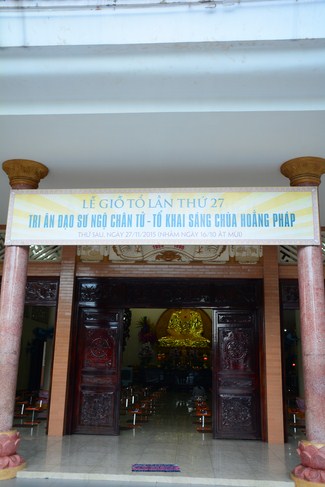 LỄ GIỖ TỔ LẦN THỨ 27
TRI ÂN ĐẠO SƯ NGỘ CHÂN TỬ - TỔ KHAI SÁNG CHÙA HOẰNG PHÁP
THỨ SÁU, NGÀY 27/11/2015 (NHẰM NGÀY 16/10 ẤT MÙI)